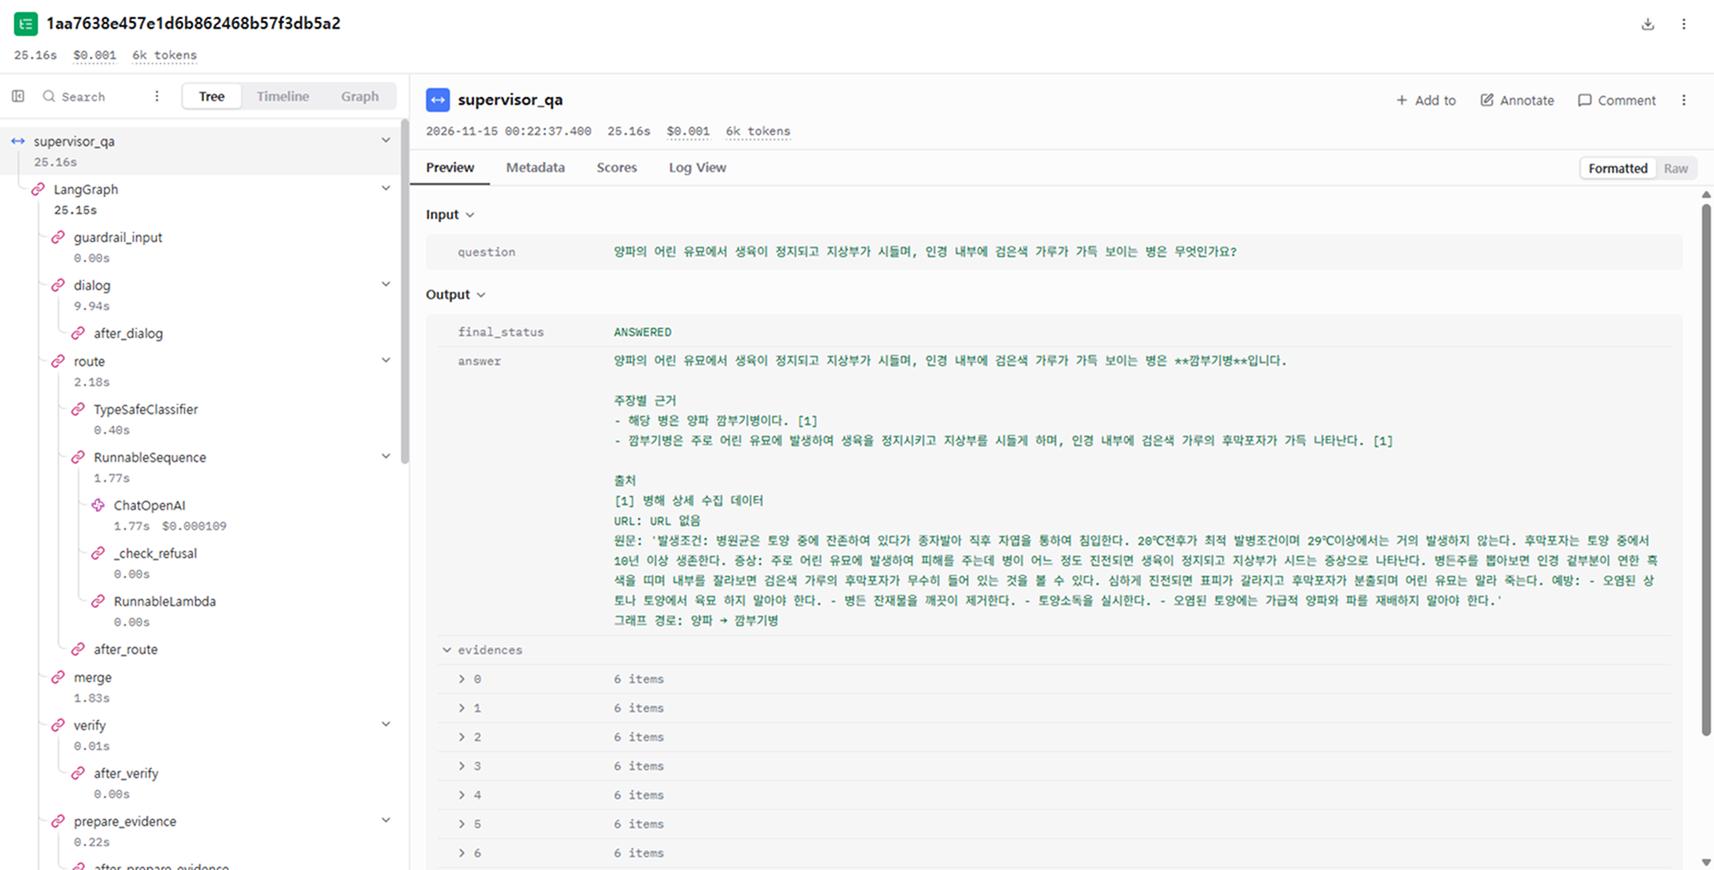 1aa7638e457e1d6b862468b57f3db5a2
25.16s $0.001 6k tokens
Search
Tree Timeline Graph
supervisor_qa
25.16s
LangGraph
25.15s
guardrail_input
0.00s
dialog
9.94s
after_dialog
route
2.18s
TypeSafeClassifier
0.40s
RunnableSequence
1.77s
ChatOpenAI
1.77s $0.000109
_check_refusal
0.00s
RunnableLambda
0.00s
after_route
merge
1.83s
verify
0.01s
after_verify
0.00s
prepare_evidence
0.22s
after_prepare_evidence
supervisor_qa
+ Add to Annotate Comment
2026-11-15 00:22:37.400 25.16s $0.001 6k tokens
Preview Metadata Scores Log View
Formatted Raw
Input
question 양파의 어린 유묘에서 생육이 정지되고 지상부가 시들며, 인경 내부에 검은색 가루가 가득 보이는 병은 무엇인가요?
Output
final_status ANSWERED
answer 양파의 어린 유묘에서 생육이 정지되고 지상부가 시들며, 인경 내부에 검은색 가루가 가득 보이는 병은 **깜부기병**입니다.
주장별 근거
- 해당 병은 양파 깜부기병이다. [1]
- 깜부기병은 주로 어린 유묘에 발생하여 생육을 정지시키고 지상부를 시들게 하며, 인경 내부에 검은색 가루의 후막포자가 가득 나타난다. [1]
출처
[1] 병해 상세 수집 데이터
URL: URL 없음
원문: '발생조건: 병원균은 토양 중에 잔존하여 있다가 종자발아 직후 자엽을 통하여 침입한다. 20℃전후가 최적 발병조건이며 29℃이상에서는 거의 발생하지 않는다. 후막포자는 토양 중에서
10년 이상 생존한다. 증상: 주로 어린 유묘에 발생하여 피해를 주는데 병이 어느 정도 진전되면 생육이 정지되고 지상부가 시드는 증상으로 나타난다. 병든주를 뽑아보면 인경 겉부분이 연한 흑
색을 띠며 내부를 잘라보면 검은색 가루의 후막포자가 무수히 들어 있는 것을 볼 수 있다. 심하게 진전되면 표피가 갈라지고 후막포자가 분출되며 어린 유묘는 말라 죽는다. 예방: - 오염된 상
토나 토양에서 육묘 하지 말아야 한다. - 병든 잔재물을 깨끗이 제거한다. - 토양소독을 실시한다. - 오염된 토양에는 가급적 양파와 파를 재배하지 말아야 한다.'
그래프 경로: 양파 → 깜부기병
evidences
0 6 items
1 6 items
2 6 items
3 6 items
4 6 items
5 6 items
6 6 items